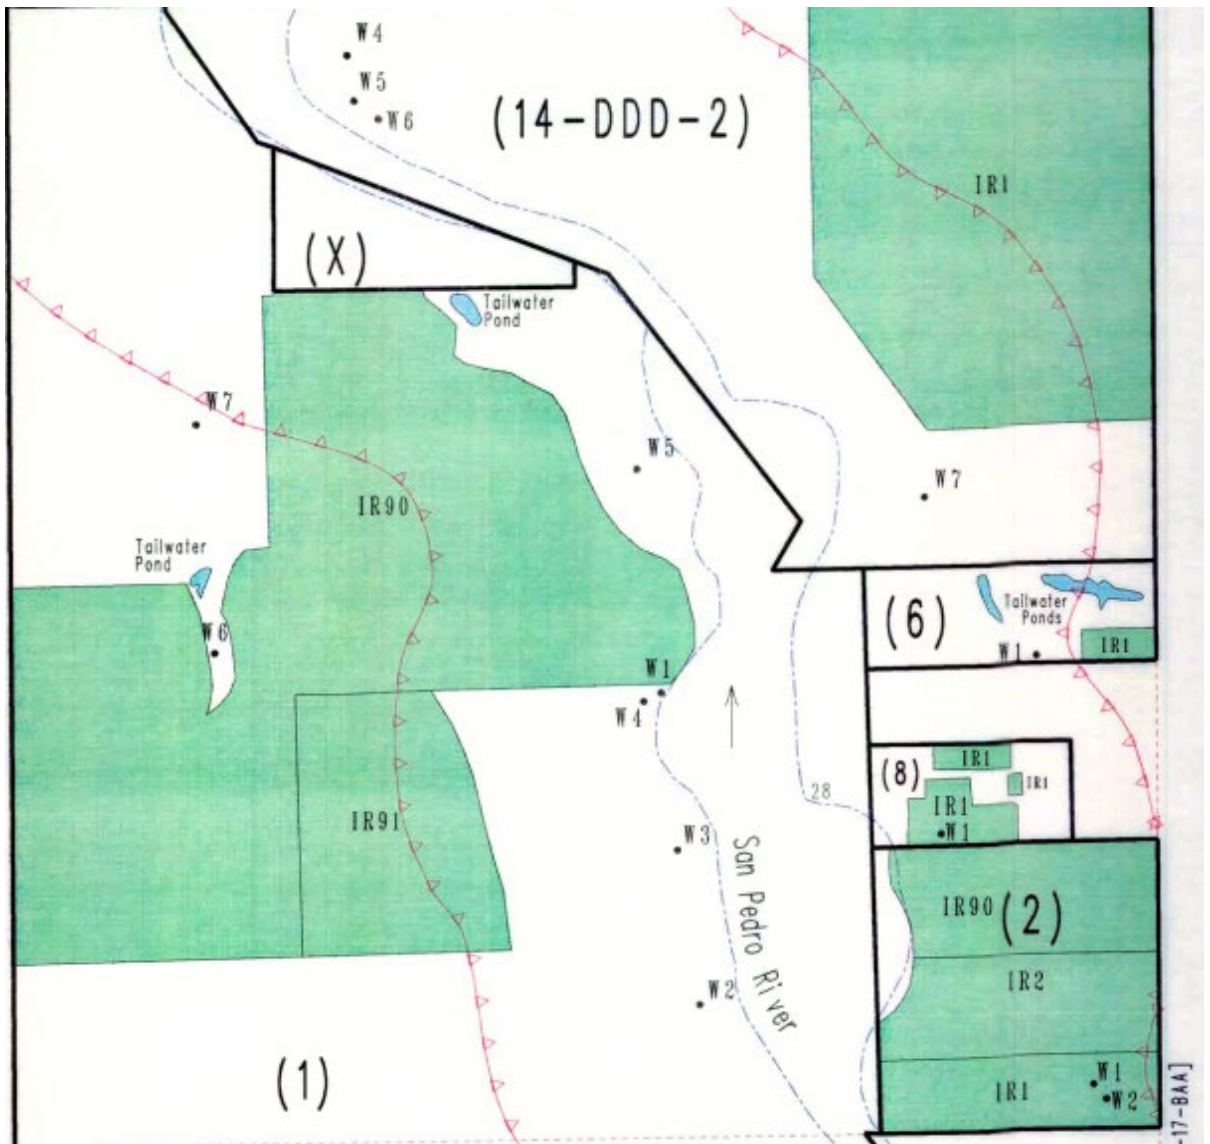 W4
W5
W6
(14-DDD-2)
IR1
(X)
Tailwater
Pond
W7
W5
IR90
W7
Tailwater
Pond
(6)
Tailwater
Ponds
W6
W1
IR1
W1
W4
(8)
IR1
IR1
28
IR1
W1
IR91
W3
San Pedro River
IR90
(2)
IR2
W2
(1)
IR1
W1
W2
17-BAA]